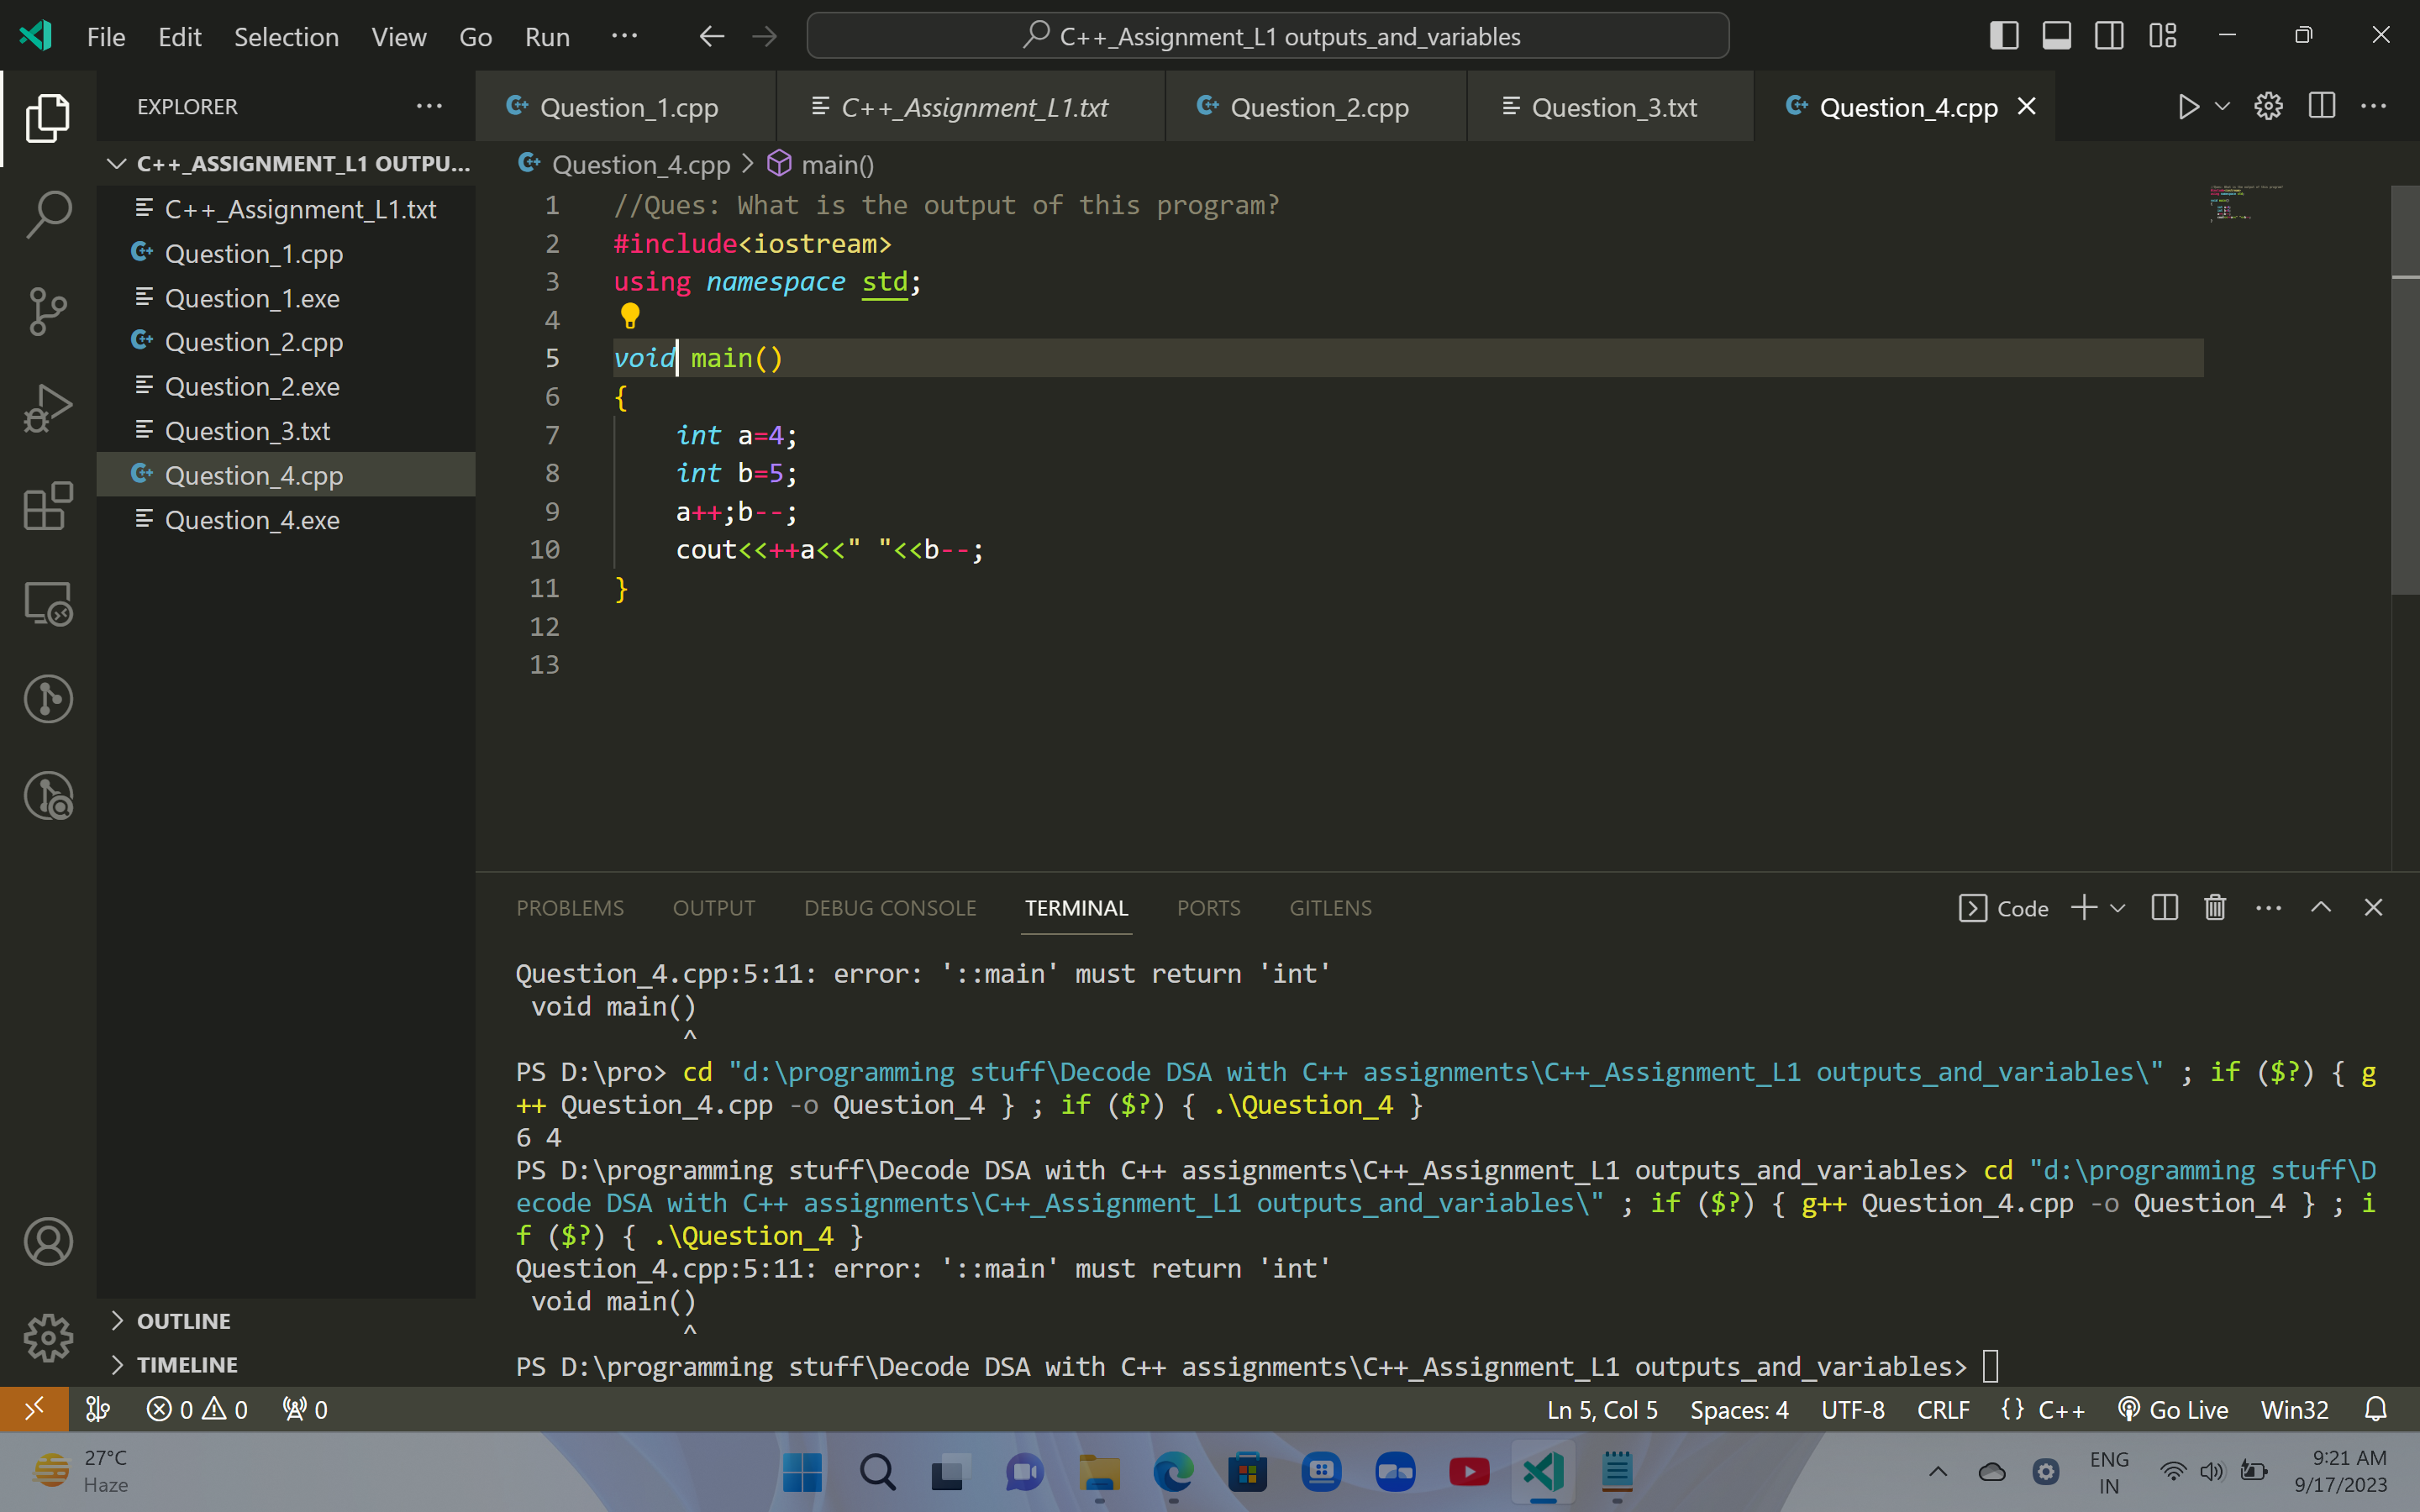 File Edit Selection View Go Run ··· C++_Assignment_L1 outputs_and_variables
EXPLORER
Question_1.cpp C++_Assignment_L1.txt Question_2.cpp Question_3.txt Question_4.cpp
C++_ASSIGNMENT_L1 OUTPU...
C++_Assignment_L1.txt
Question_1.cpp
Question_1.exe
Question_2.cpp
Question_2.exe
Question_3.txt
Question_4.cpp
Question_4.exe
OUTLINE
TIMELINE
Question_4.cpp > main()
1 //Ques: What is the output of this program?
2 #include<iostream>
3 using namespace std;
4
5 void main()
6 {
7 int a=4;
8 int b=5;
9 a++;b--;
10 cout<<++a<<" "<<b--;
11 }
12
13
PROBLEMS OUTPUT DEBUG CONSOLE TERMINAL PORTS GITLENS Code
Question_4.cpp:5:11: error: '::main' must return 'int'
void main()
^
PS D:\pro> cd "d:\programming stuff\Decode DSA with C++ assignments\C++_Assignment_L1 outputs_and_variables\" ; if ($?) { g
++ Question_4.cpp -o Question_4 } ; if ($?) { .\Question_4 }
6 4
PS D:\programming stuff\Decode DSA with C++ assignments\C++_Assignment_L1 outputs_and_variables> cd "d:\programming stuff\D
ecode DSA with C++ assignments\C++_Assignment_L1 outputs_and_variables\" ; if ($?) { g++ Question_4.cpp -o Question_4 } ; i
f ($?) { .\Question_4 }
Question_4.cpp:5:11: error: '::main' must return 'int'
void main()
^
PS D:\programming stuff\Decode DSA with C++ assignments\C++_Assignment_L1 outputs_and_variables>
0 0 0 Ln 5, Col 5 Spaces: 4 UTF-8 CRLF {} C++ Go Live Win32
27°C
Haze
ENG
IN
9:21 AM
9/17/2023